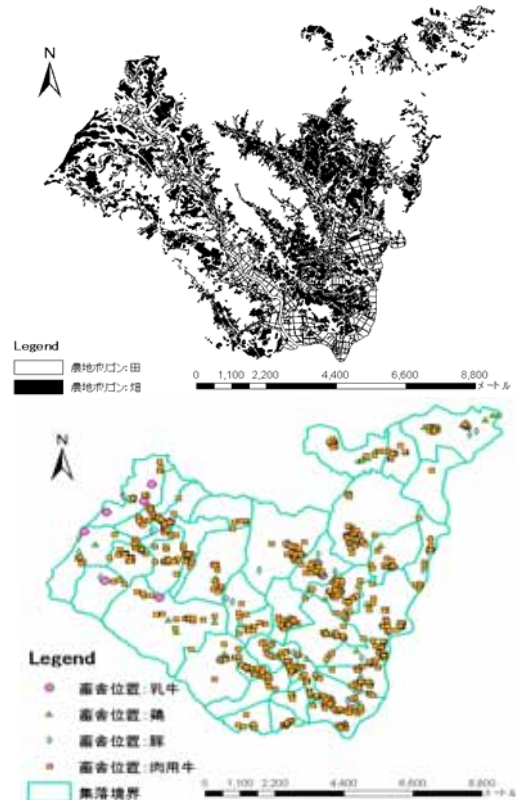 N
Legend
農地ポリゴン:田
農地ポリゴン:畑
0 1,100 2,200 4,400 6,600 8,800
メートル
N
Legend
畜舎位置:乳牛
畜舎位置:鶏
畜舎位置:豚
畜舎位置:肉用牛
集落境界
0 1,100 2,200 4,400 6,600 8,800
メートル